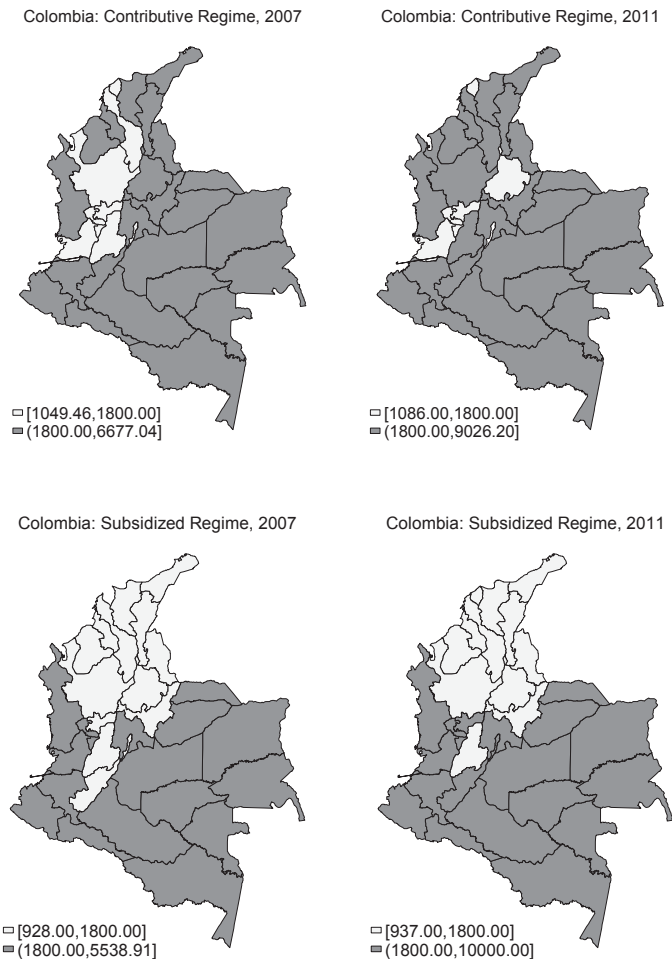 Colombia: Contributive Regime, 2007
Colombia: Contributive Regime, 2011
[1049.46,1800.00]
(1800.00,6677.04]
[1086.00,1800.00]
(1800.00,9026.20]
Colombia: Subsidized Regime, 2007
Colombia: Subsidized Regime, 2011
[928.00,1800.00]
(1800.00,5538.91]
[937.00,1800.00]
(1800.00,10000.00]